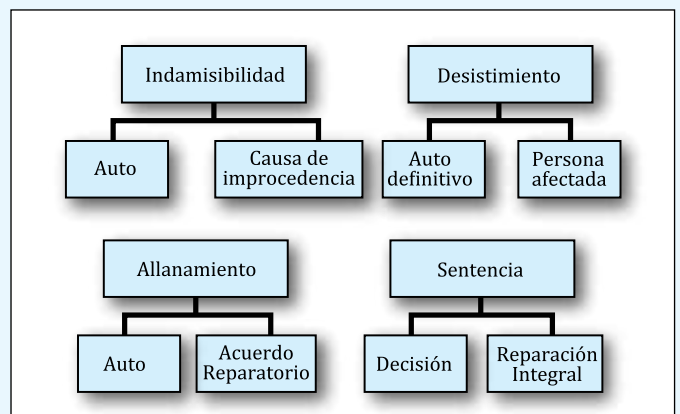 Indamisibilidad
Desistimiento
Auto
Causa de
improcedencia
Auto
definitivo
Persona
afectada
Allanamiento
Sentencia
Auto
Acuerdo
Reparatorio
Decisión
Reparación
Integral